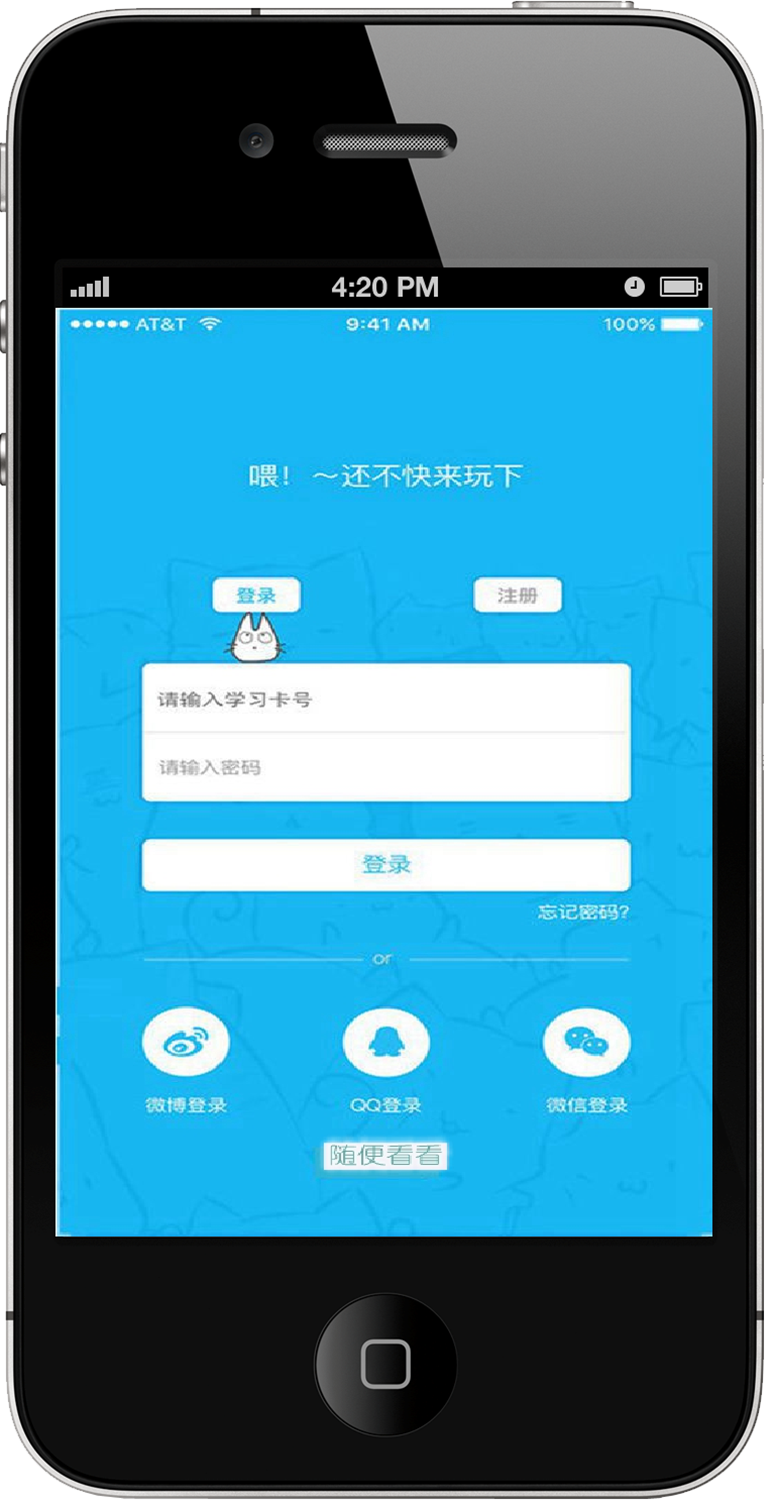 4:20 PM
AT&T 9:41 AM 100%
喂！～还不快来玩下
登录 注册
请输入学习卡号
请输入密码
登录
忘记密码?
or
微博登录 QQ登录 微信登录
随便看看